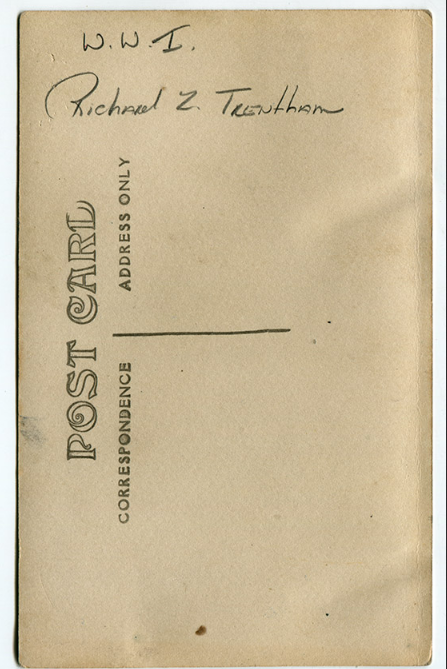 W.W.I.
Richard Z. Trentham
POST CARD
CORRESPONDENCE
ADDRESS ONLY